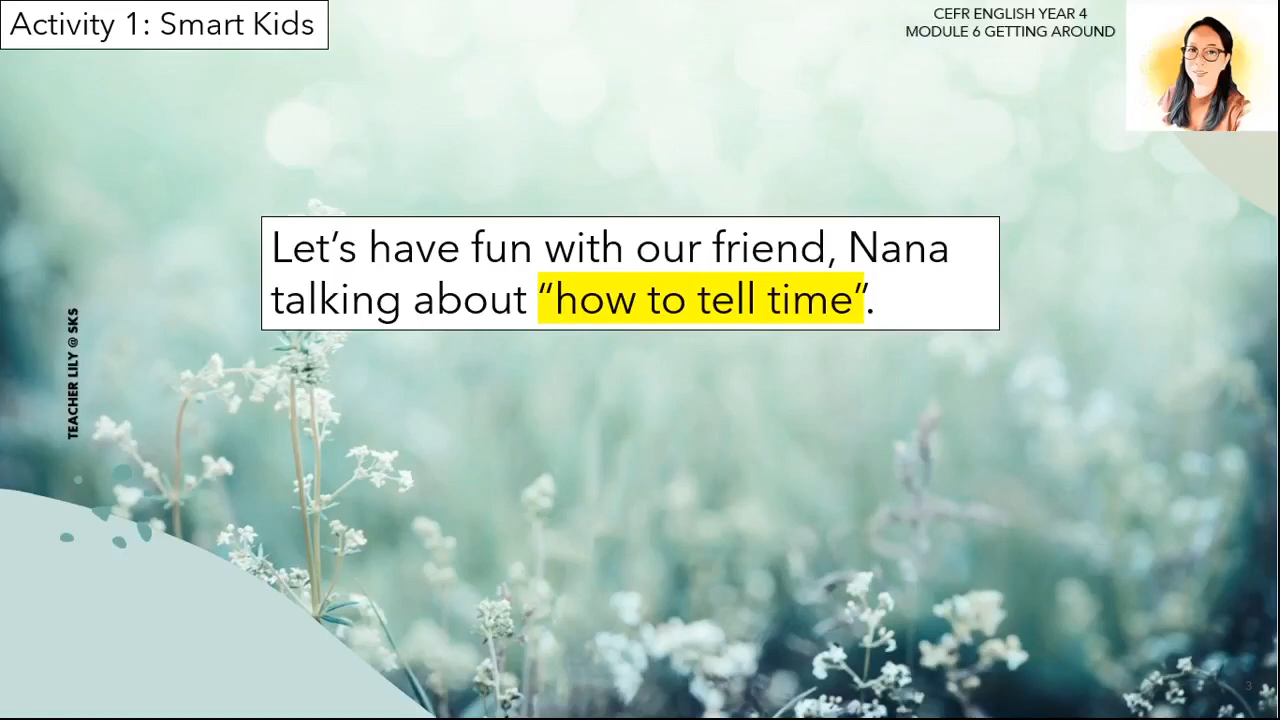 Activity 1: Smart Kids
CEFR ENGLISH YEAR 4
MODULE 6 GETTING AROUND
Let’s have fun with our friend, Nana
talking about “how to tell time”.
TEACHER LILY @ SKS
3